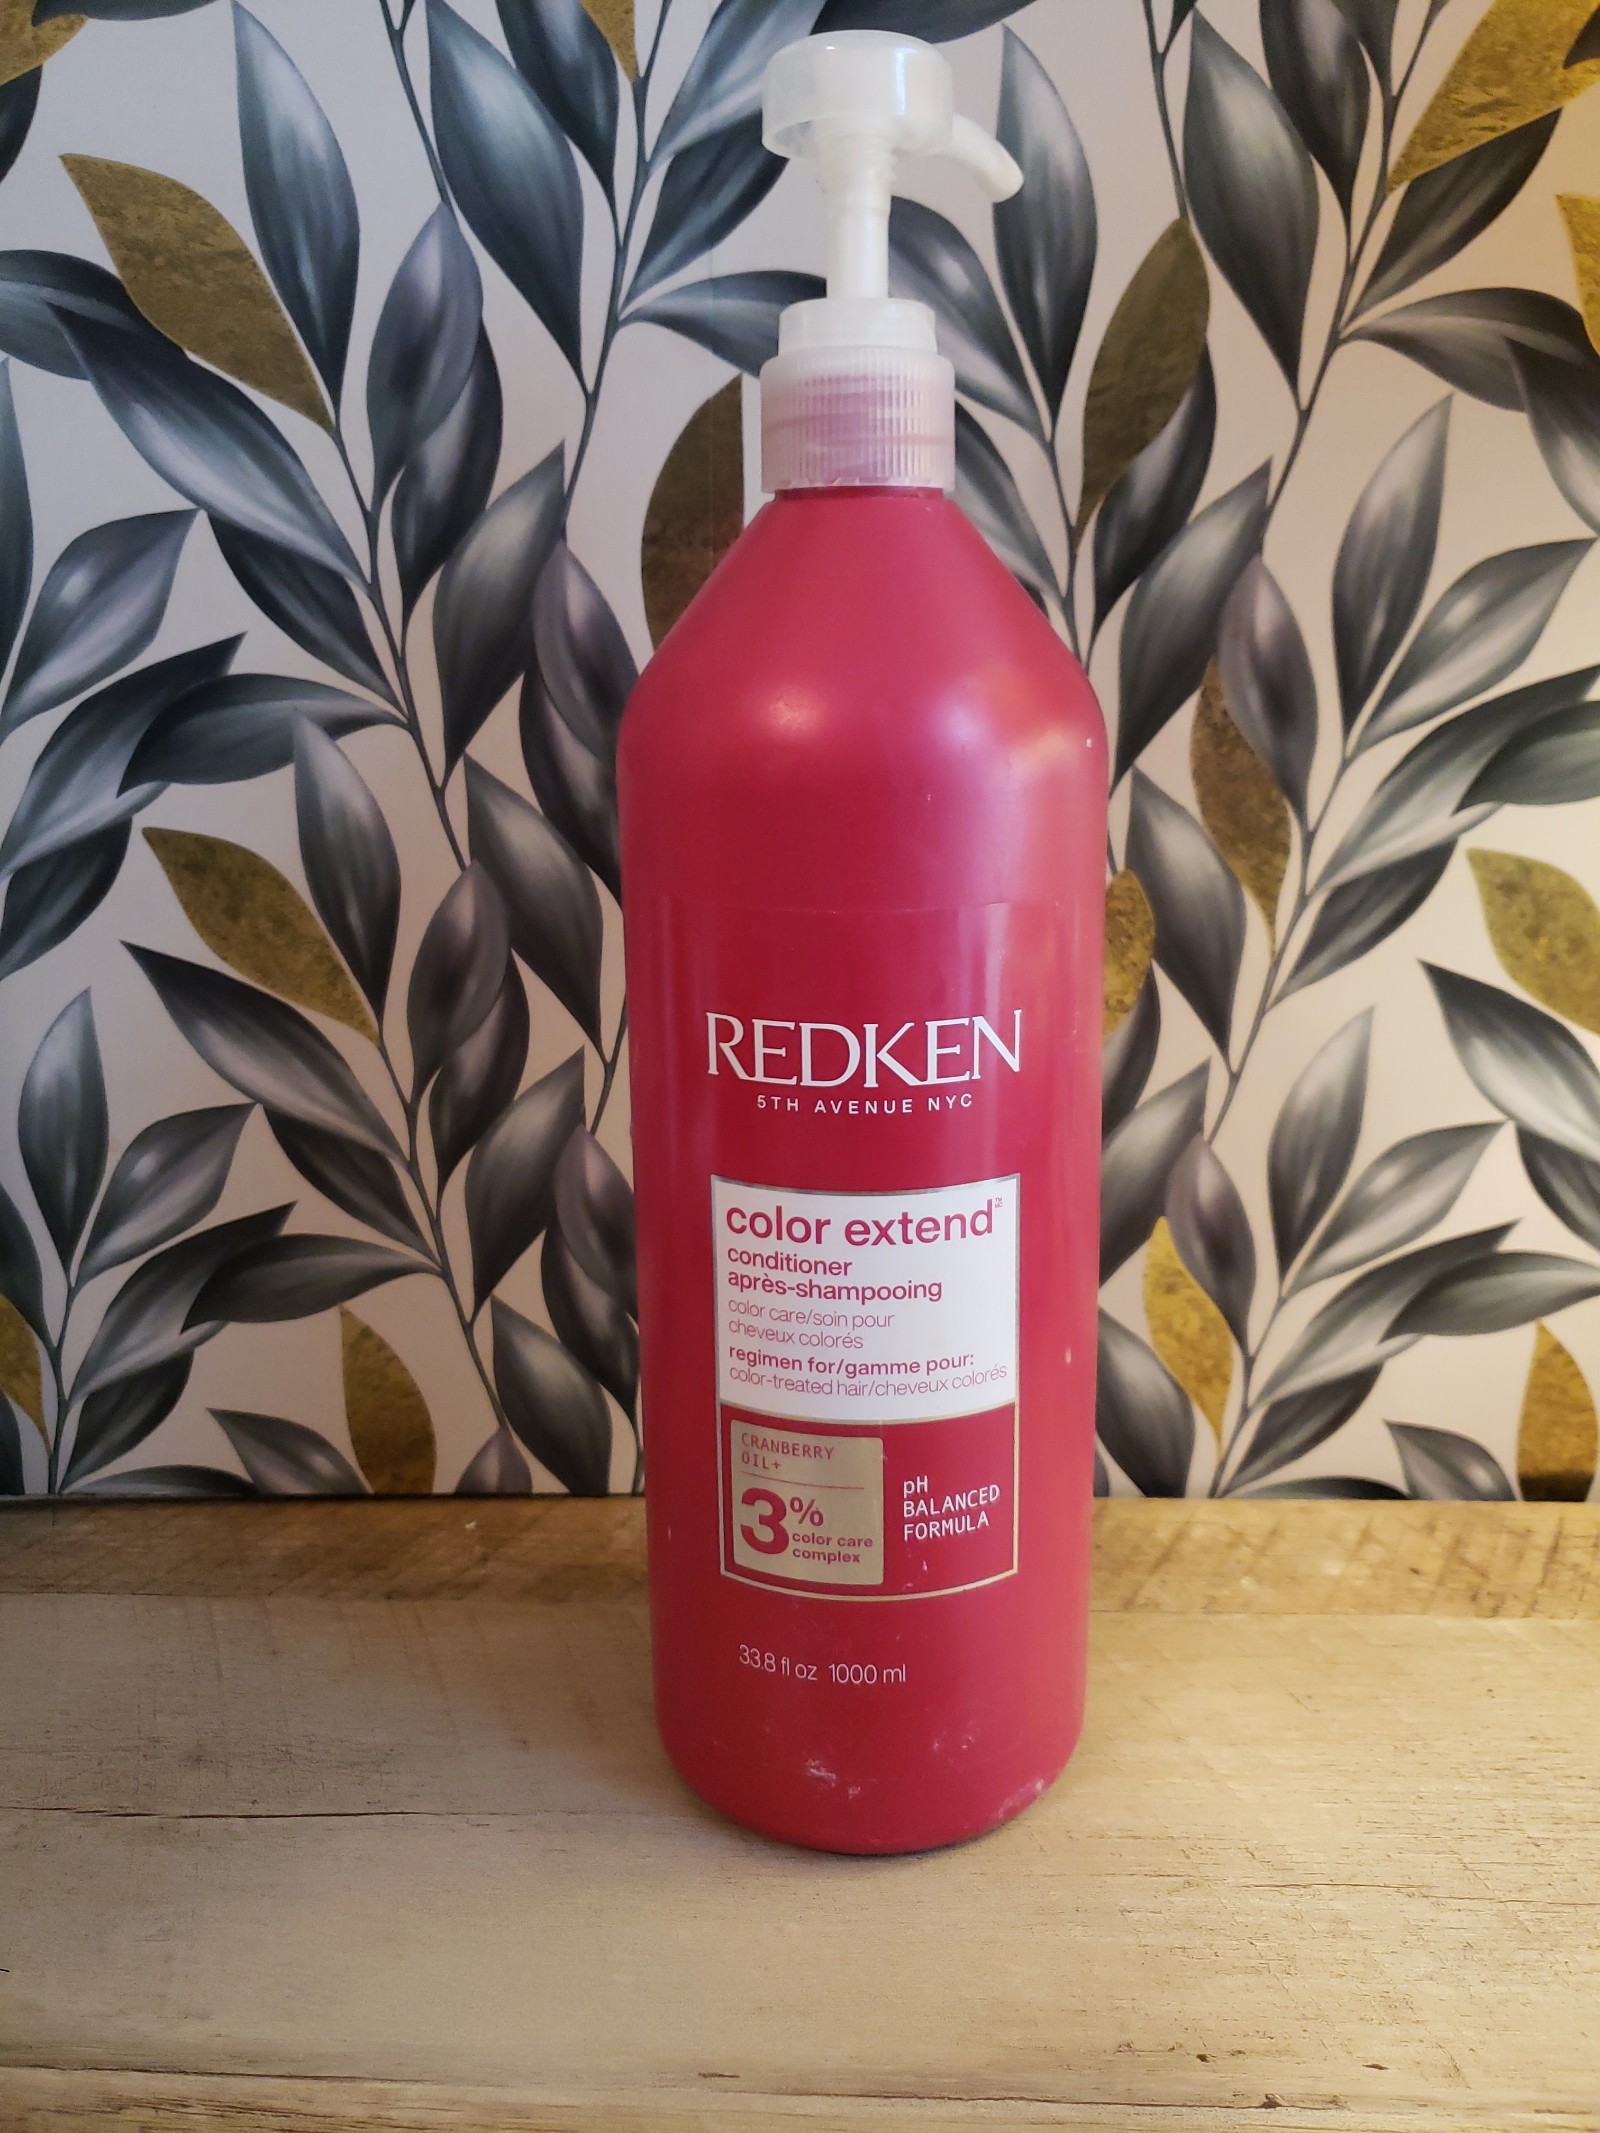 REDKEN
5TH AVENUE NYC
color extend™ MC
conditioner
après-shampooing
color care/soin pour
cheveux colorés
regimen for/gamme pour:
color-treated hair/cheveux colorés
CRANBERRY
OIL+
3%
color care
complex
pH
BALANCED
FORMULA
33.8 fl oz 1000 ml